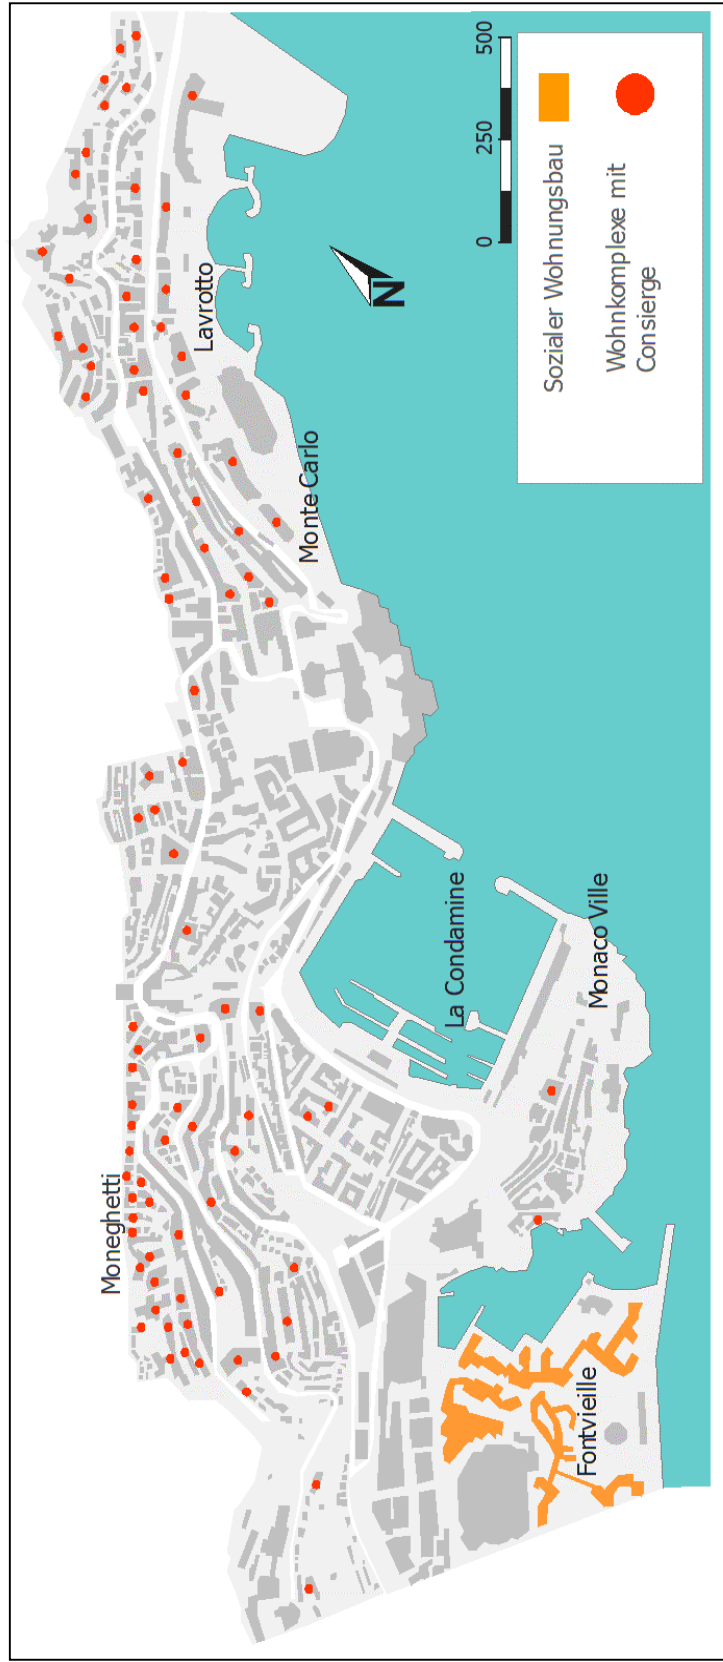 Moneghetti
Fontvieille
Monaco Ville
La Condamine
Monte Carlo
Lavrotto
N
0 250 500
Sozialer Wohnungsbau
Wohnkomplexe mit
Consierge